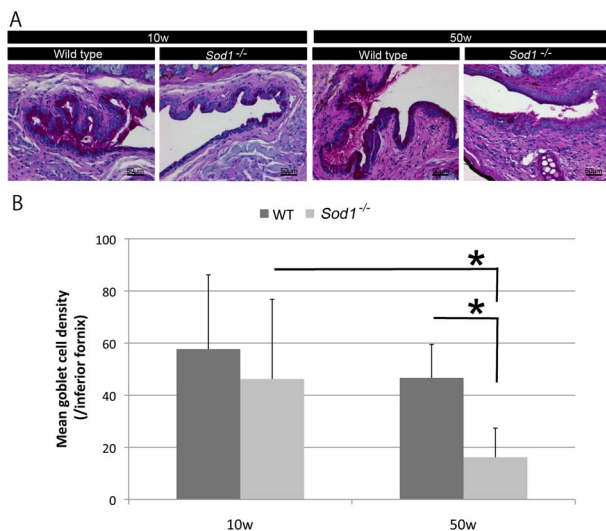 A
10w
50w
Wild type
Sod1 -/-
Wild type
Sod1 -/-
50μm
50μm
50μm
50μm
B
WT
Sod1-/-
Mean goblet cell density
(/inferior fornix)
100
80
60
40
20
0
*
*
10w
50w